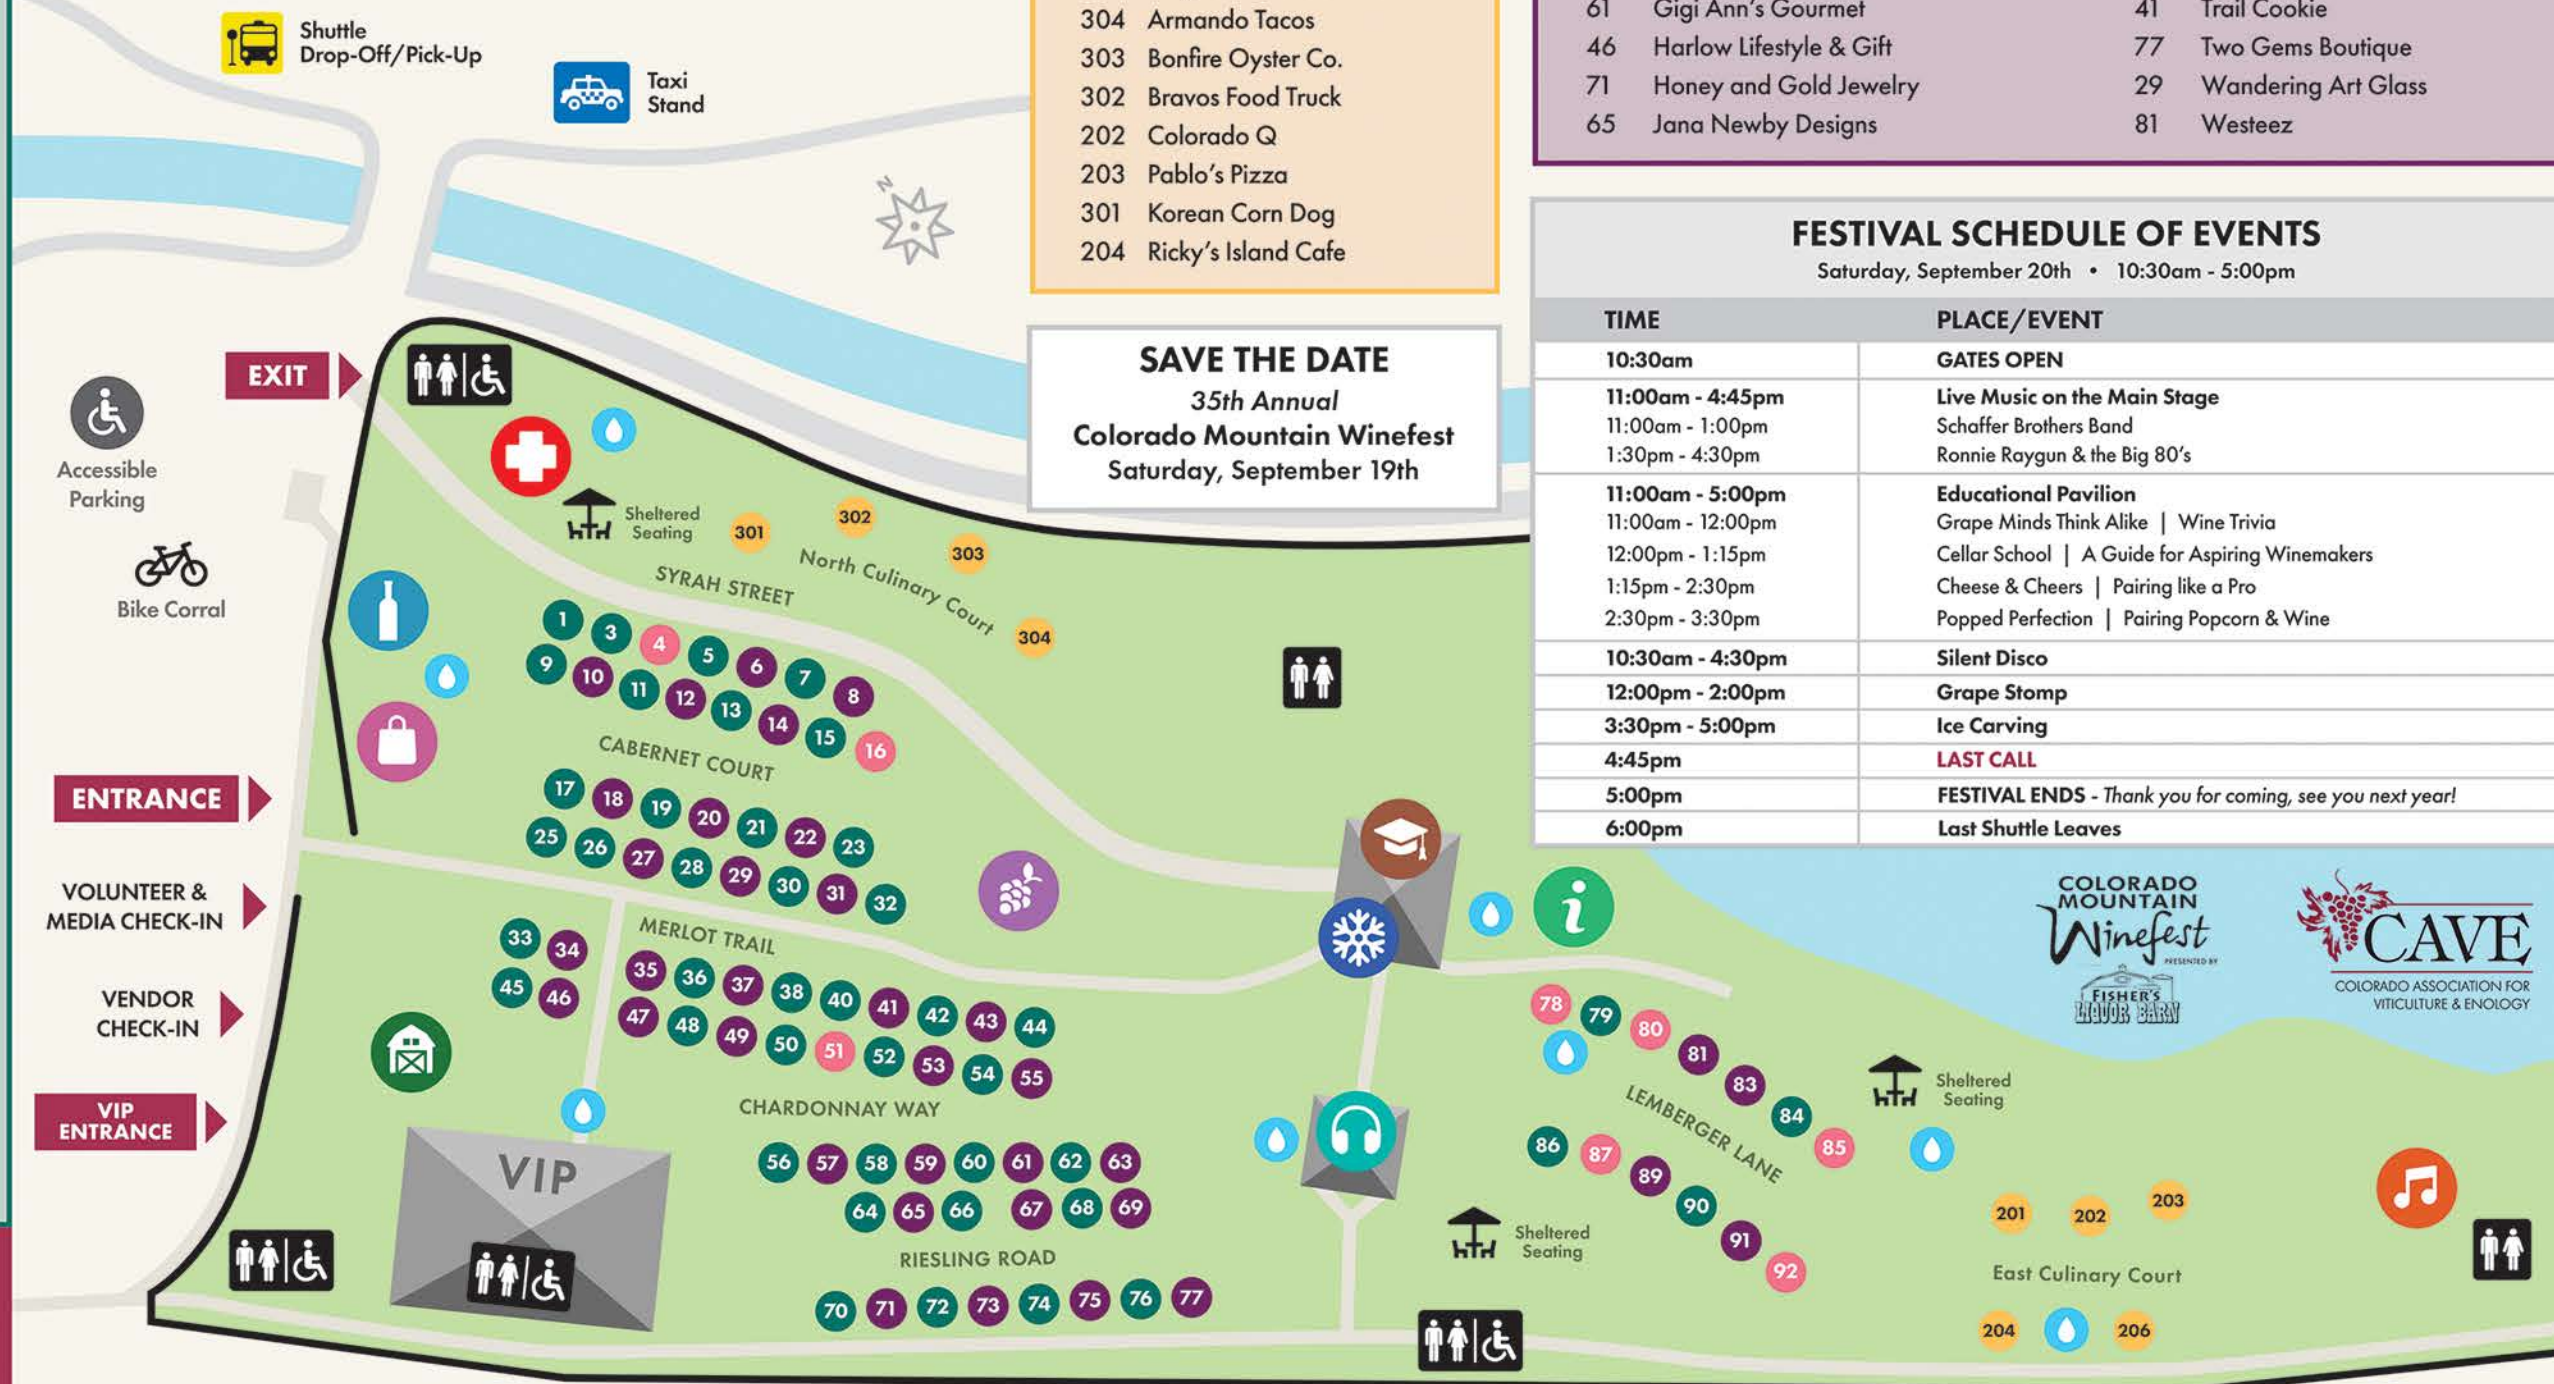 Shuttle
Drop-Off/Pick-Up
Taxi
Stand
N
304 Armando Tacos
303 Bonfire Oyster Co.
302 Bravos Food Truck
202 Colorado Q
203 Pablo's Pizza
301 Korean Corn Dog
204 Ricky's Island Cafe
61 Gigi Ann's Gourmet
46 Harlow Lifestyle & Gift
71 Honey and Gold Jewelry
65 Jana Newby Designs
41 Trail Cookie
77 Two Gems Boutique
29 Wandering Art Glass
81 Westeez
SAVE THE DATE
35th Annual
Colorado Mountain Winefest
Saturday, September 19th
FESTIVAL SCHEDULE OF EVENTS
Saturday, September 20th • 10:30am - 5:00pm
TIME PLACE/EVENT
10:30am GATES OPEN
11:00am - 4:45pm Live Music on the Main Stage
11:00am - 1:00pm Schaffer Brothers Band
1:30pm - 4:30pm Ronnie Raygun & the Big 80's
11:00am - 5:00pm Educational Pavilion
11:00am - 12:00pm Grape Minds Think Alike | Wine Trivia
12:00pm - 1:15pm Cellar School | A Guide for Aspiring Winemakers
1:15pm - 2:30pm Cheese & Cheers | Pairing like a Pro
2:30pm - 3:30pm Popped Perfection | Pairing Popcorn & Wine
10:30am - 4:30pm Silent Disco
12:00pm - 2:00pm Grape Stomp
3:30pm - 5:00pm Ice Carving
4:45pm LAST CALL
5:00pm FESTIVAL ENDS - Thank you for coming, see you next year!
6:00pm Last Shuttle Leaves
EXIT
Accessible
Parking
Bike Corral
ENTRANCE
VOLUNTEER &
MEDIA CHECK-IN
VENDOR
CHECK-IN
VIP
ENTRANCE
Sheltered
Seating
301 302 303 304
North Culinary Court
SYRAH STREET
1 3 4 5 6 7 8
9 10 11 12 13 14 15 16
CABERNET COURT
17 18 19 20 21 22 23
25 26 27 28 29 30 31 32
MERLOT TRAIL
33 34
45 46
35 36 37 38 40 41 42 43 44
47 48 49 50 51 52 53 54 55
CHARDONNAY WAY
56 57 58 59 60 61 62 63
64 65 66 67 68 69
RIESLING ROAD
70 71 72 73 74 75 76 77
VIP
i
78 79 80 81 83 84 85
LEMBERGER LANE
86 87 89 90 91 92
Sheltered
Seating
Sheltered
Seating
201 202 203
East Culinary Court
204 206
COLORADO
MOUNTAIN
Winefest
PRESENTED BY
FISHER'S
LIQUOR BARN
CAVE
COLORADO ASSOCIATION FOR
VITICULTURE & ENOLOGY